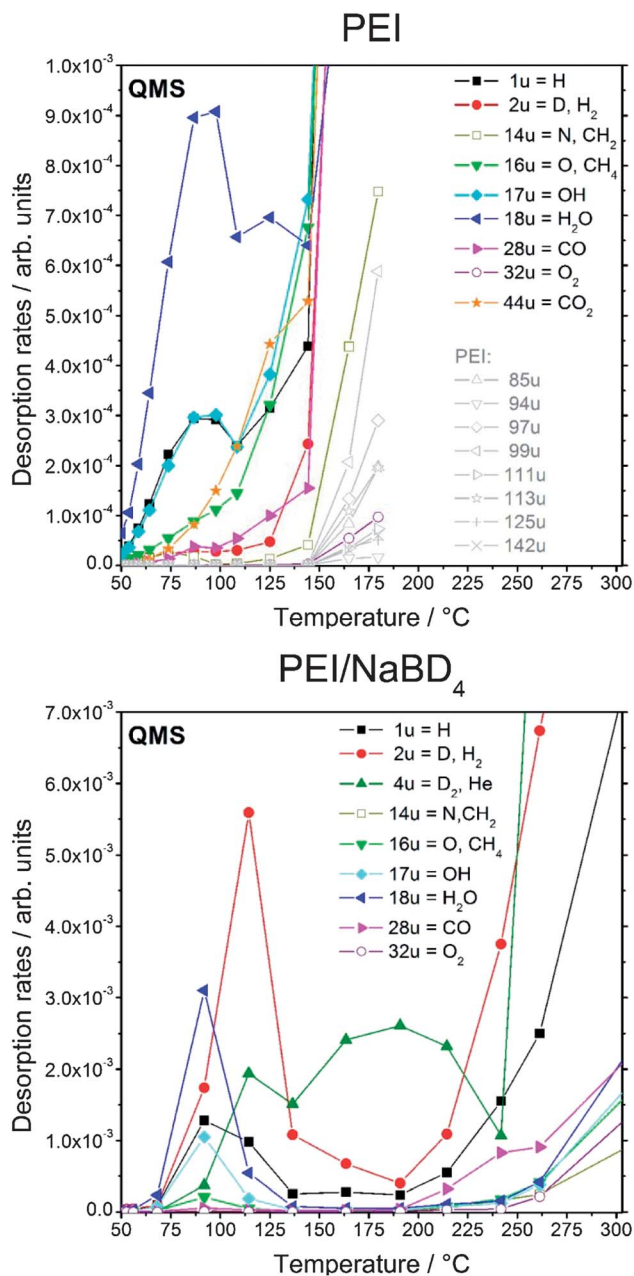 PEI
QMS
1.0x10⁻³
9.0x10⁻⁴
8.0x10⁻⁴
7.0x10⁻⁴
6.0x10⁻⁴
5.0x10⁻⁴
4.0x10⁻⁴
3.0x10⁻⁴
2.0x10⁻⁴
1.0x10⁻⁴
0.0
Desorption rates / arb. units
1u = H
2u = D, H₂
14u = N, CH₂
16u = O, CH₄
17u = OH
18u = H₂O
28u = CO
32u = O₂
44u = CO₂
PEI:
85u
94u
97u
99u
111u
113u
125u
142u
50 75 100 125 150 175 200 225 250 275 300
Temperature / °C
PEI/NaBD₄
QMS
7.0x10⁻³
6.0x10⁻³
5.0x10⁻³
4.0x10⁻³
3.0x10⁻³
2.0x10⁻³
1.0x10⁻³
0.0
Desorption rates / arb. units
1u = H
2u = D, H₂
4u = D₂, He
14u = N,CH₂
16u = O, CH₄
17u = OH
18u = H₂O
28u = CO
32u = O₂
50 75 100 125 150 175 200 225 250 275 300
Temperature / °C